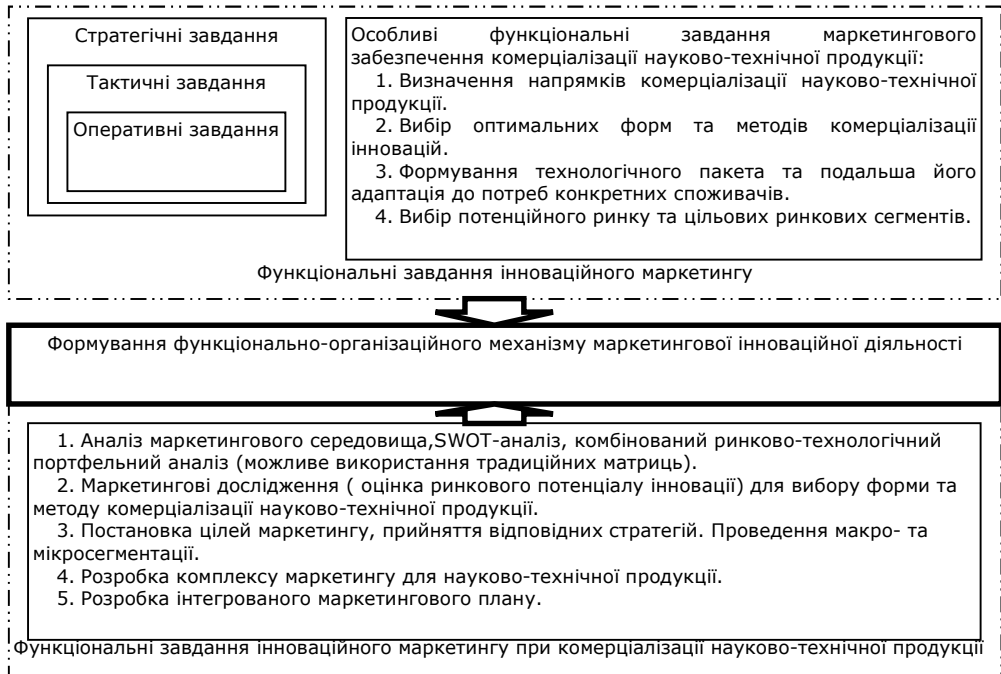 Стратегічні завдання
Тактичні завдання
Оперативні завдання
Особливі функціональні завдання маркетингового
забезпечення комерціалізації науково-технічної продукції:
1. Визначення напрямків комерціалізації науково-технічної
продукції.
2. Вибір оптимальних форм та методів комерціалізації
інновацій.
3. Формування технологічного пакета та подальша його
адаптація до потреб конкретних споживачів.
4. Вибір потенційного ринку та цільових ринкових сегментів.
Функціональні завдання інноваційного маркетингу
Формування функціонально-організаційного механізму маркетингової інноваційної діяльності
1. Аналіз маркетингового середовища,SWOT-аналіз, комбінований ринково-технологічний
портфельний аналіз (можливе використання традиційних матриць).
2. Маркетингові дослідження ( оцінка ринкового потенціалу інновації) для вибору форми та
методу комерціалізації науково-технічної продукції.
3. Постановка цілей маркетингу, прийняття відповідних стратегій. Проведення макро- та
мікросегментації.
4. Розробка комплексу маркетингу для науково-технічної продукції.
5. Розробка інтегрованого маркетингового плану.
Функціональні завдання інноваційного маркетингу при комерціалізації науково-технічної продукції